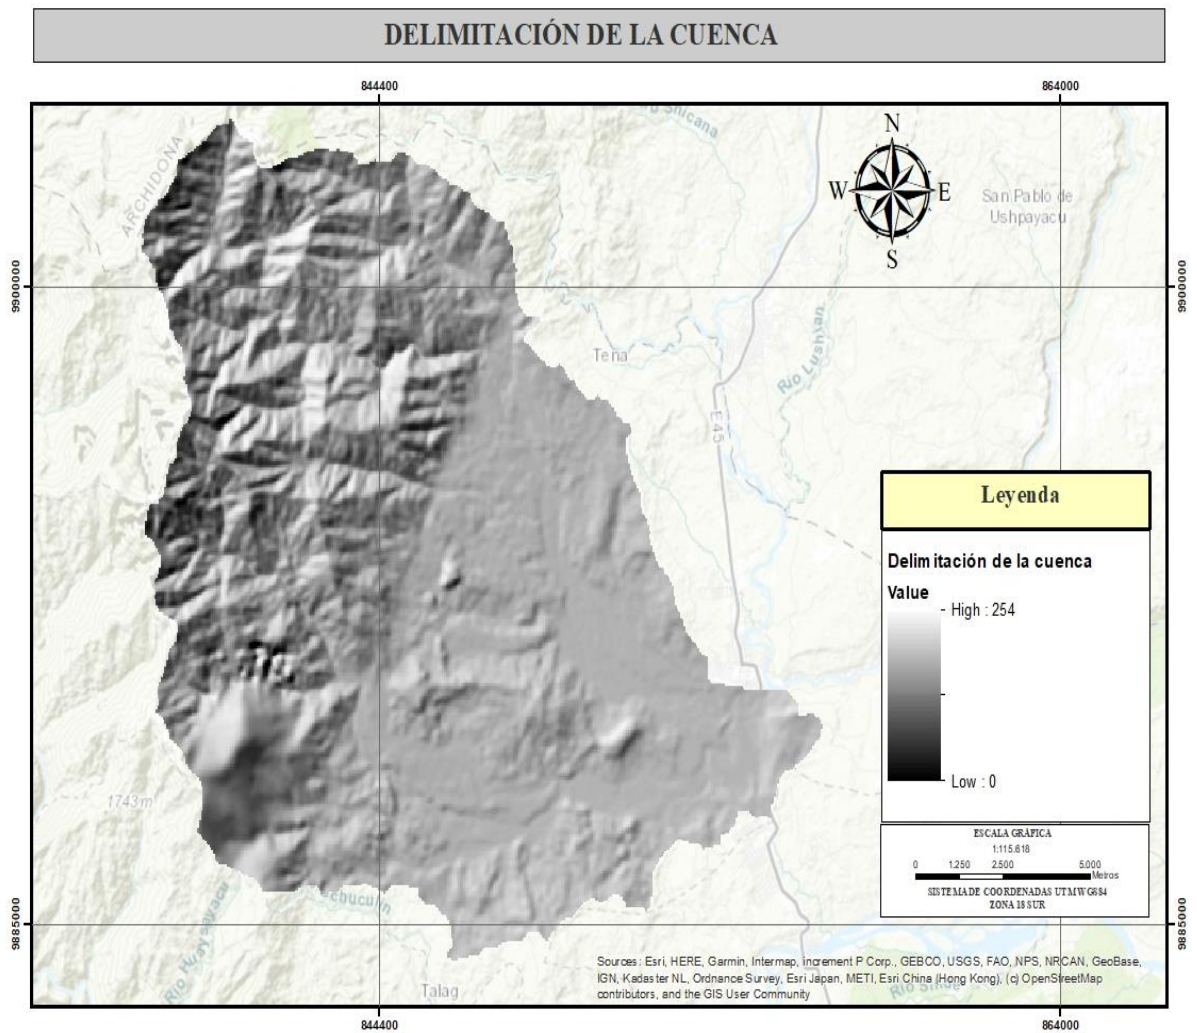 DELIMITACIÓN DE LA CUENCA
844400
864000
ARCHIDONA
Shicana
N
W
E
S
San Pablo de
Ushpayacu
9900000
9900000
Tena
Río Lushian
E45
Leyenda
Delimitación de la cuenca
Value
High : 254
Low : 0
1743 m
ESCALA GRÁFICA
1:115.618
0 1.250 2.500 5.000
Metros
SISTEMA DE COORDENADAS UTM WGS84
ZONA 18 SUR
9885000
9885000
Río Huaysayacu
Talag
Sources: Esri, HERE, Garmin, Intermap, increment P Corp., GEBCO, USGS, FAO, NPS, NRCAN, GeoBase,
IGN, Kadaster NL, Ordnance Survey, Esri Japan, METI, Esri China (Hong Kong), (c) OpenStreetMap
contributors, and the GIS User Community
844400
864000